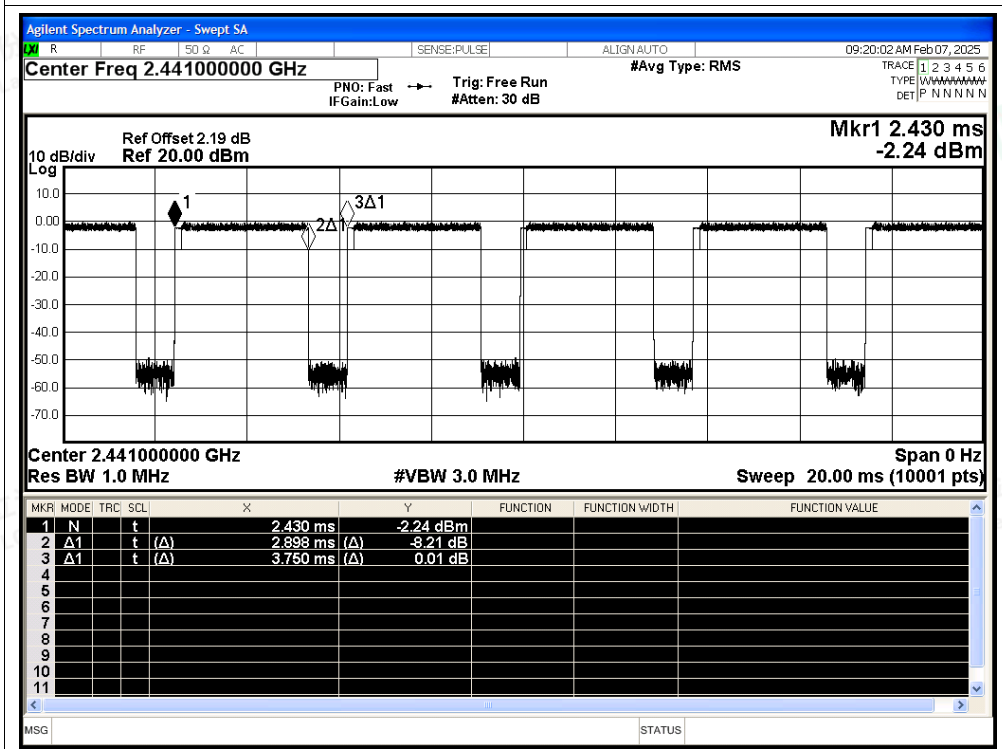 Agilent Spectrum Analyzer - Swept SA
LXI R RF 50 Ω AC SENSE:PULSE ALIGN AUTO 09:20:02 AM Feb 07, 2025
Center Freq 2.441000000 GHz #Avg Type: RMS TRACE 1 2 3 4 5 6
PNO: Fast Trig: Free Run TYPE WWWWWW
IFGain:Low #Atten: 30 dB DET P N N N N N
Mkr1 2.430 ms
Ref Offset 2.19 dB
10 dB/div Ref 20.00 dBm -2.24 dBm
Log
10.0
0.00
-10.0
-20.0
-30.0
-40.0
-50.0
-60.0
-70.0
1
2Δ1
3Δ1
Center 2.441000000 GHz Span 0 Hz
Res BW 1.0 MHz #VBW 3.0 MHz Sweep 20.00 ms (10001 pts)
MKR MODE TRC SCL X Y FUNCTION FUNCTION WIDTH FUNCTION VALUE
1 N t 2.430 ms -2.24 dBm
2 Δ1 t (Δ) 2.898 ms (Δ) -8.21 dB
3 Δ1 t (Δ) 3.750 ms (Δ) 0.01 dB
4
5
6
7
8
9
10
11
MSG STATUS